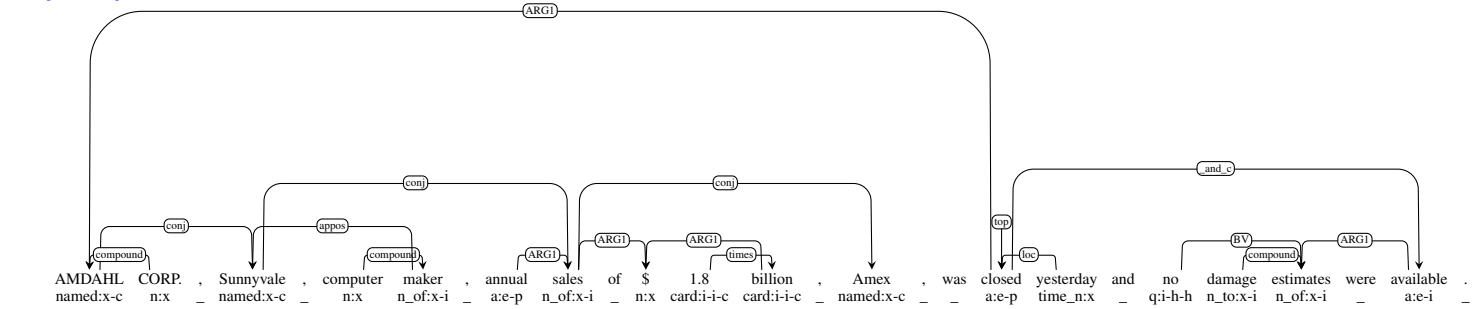 ARG1
_and_c
conj conj
top
conj appos
ARG1 ARG1 BV ARG1
compound compound ARG1 times loc compound
AMDAHL CORP. , Sunnyvale , computer maker , annual sales of $ 1.8 billion , Amex , was closed yesterday and no damage estimates were available .
named:x-c n:x _ named:x-c _ n:x n_of:x-i _ a:e-p n_of:x-i _ n:x card:i-i-c card:i-i-c _ named:x-c _ _ a:e-p time_n:x _ q:i-h-h n_to:x-i n_of:x-i _ a:e-i _